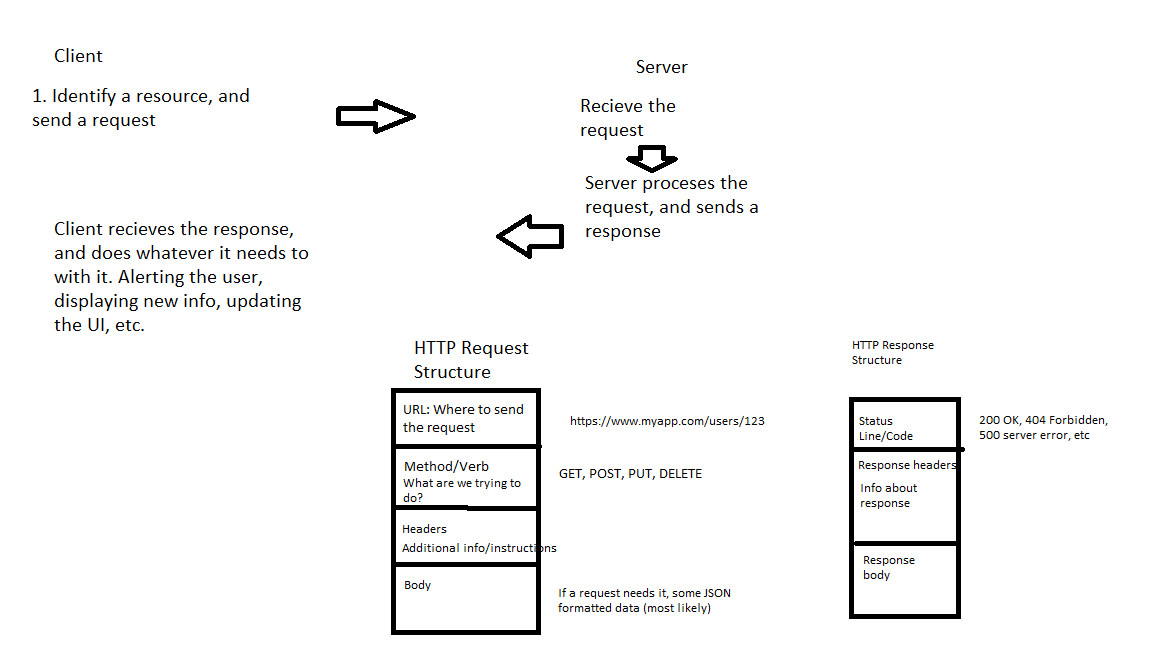 Client
1. Identify a resource, and
send a request
Server
Recieve the
request
Server proceses the
request, and sends a
response
Client recieves the response,
and does whatever it needs to
with it. Alerting the user,
displaying new info, updating
the UI, etc.
HTTP Request
Structure
URL: Where to send
the request
https://www.myapp.com/users/123
Method/Verb
What are we trying to
do?
GET, POST, PUT, DELETE
Headers
Additional info/instructions
Body
If a request needs it, some JSON
formatted data (most likely)
HTTP Response
Structure
Status
Line/Code
200 OK, 404 Forbidden,
500 server error, etc
Response headers
Info about
response
Response
body